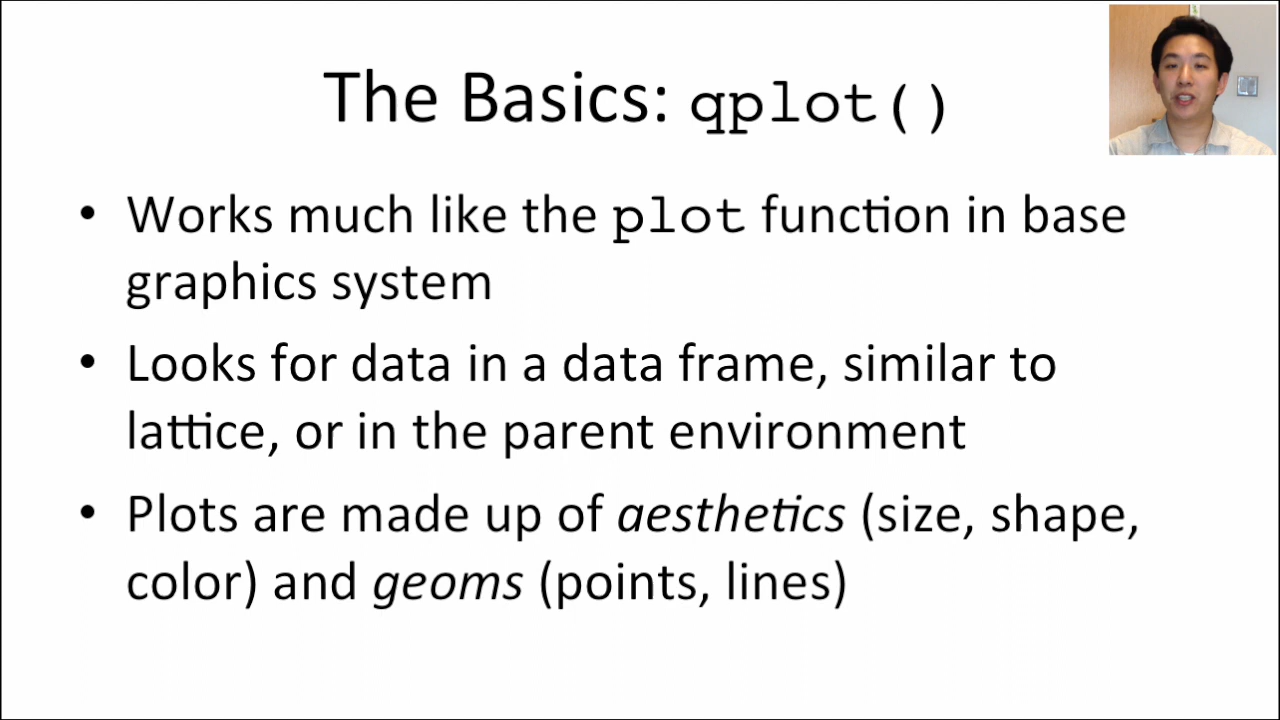 The Basics: qplot()
• Works much like the plot function in base
graphics system
• Looks for data in a data frame, similar to
lattice, or in the parent environment
• Plots are made up of aesthetics (size, shape,
color) and geoms (points, lines)